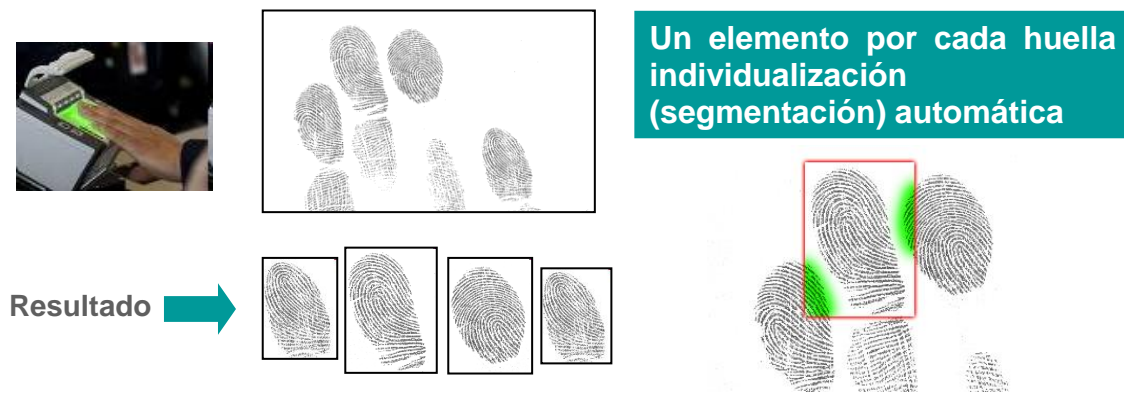 Un elemento por cada huella
individualización
(segmentación) automática
Resultado